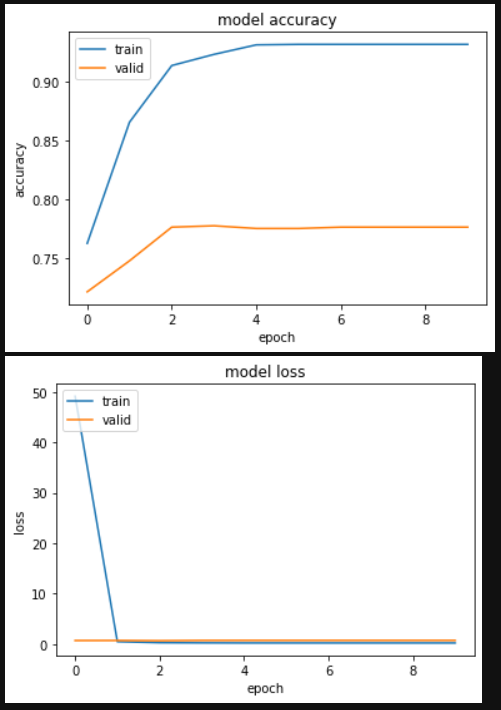 model accuracy
train
valid
0.90
0.85
0.80
0.75
accuracy
0 2 4 6 8
epoch
model loss
train
valid
50
40
30
20
10
0
loss
0 2 4 6 8
epoch